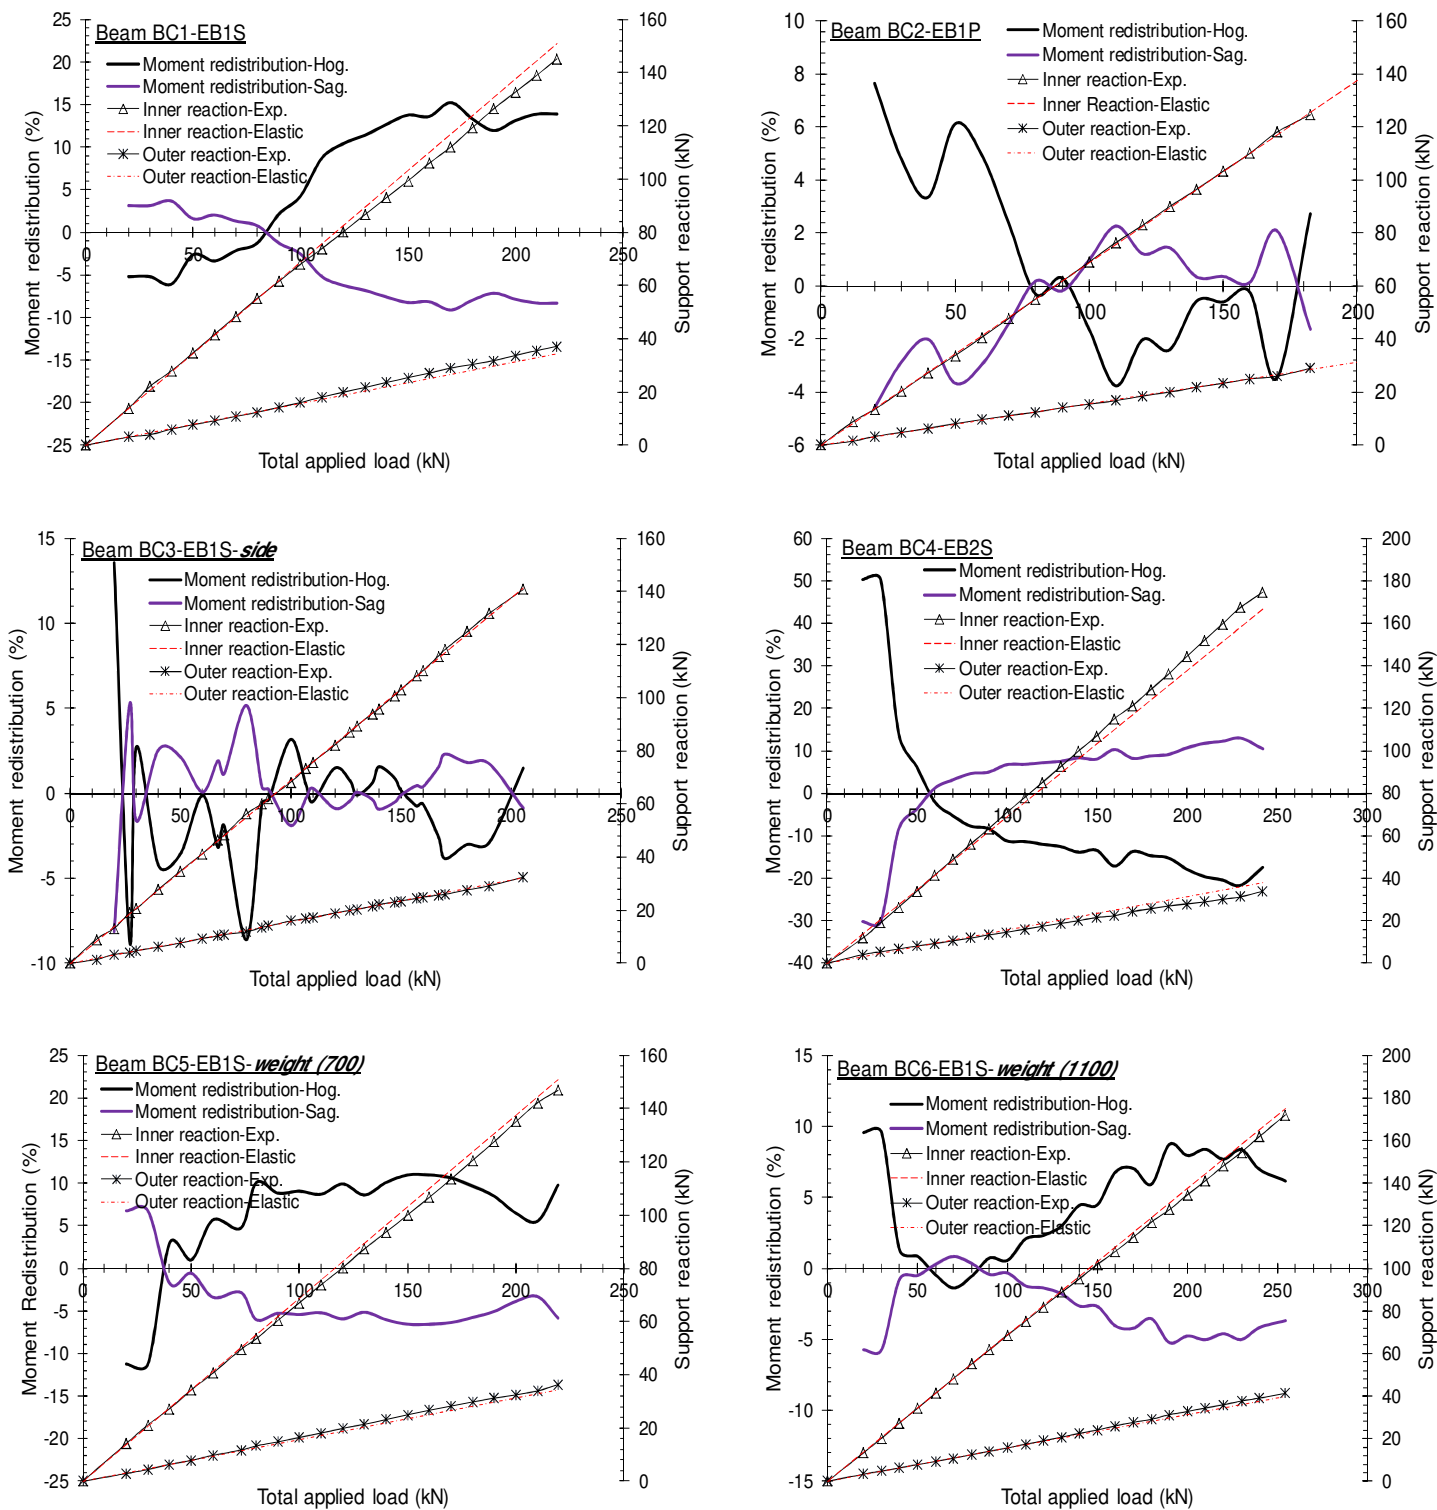 Beam BC1-EB1S
Moment redistribution-Hog.
Moment redistribution-Sag.
Inner reaction-Exp.
Inner reaction-Elastic
Outer reaction-Exp.
Outer reaction-Elastic
Moment redistribution (%)
25
20
15
10
5
0
-5
-10
-15
-20
-25
0 50 100 150 200 250
160
140
120
100
80
60
40
20
0
Support reaction (kN)
Total applied load (kN)
Beam BC2-EB1P
Moment redistribution-Hog.
Moment redistribution-Sag.
Inner reaction-Exp.
Inner Reaction-Elastic
Outer reaction-Exp.
Outer reaction-Elastic
Moment redistribution (%)
10
8
6
4
2
0
-2
-4
-6
0 50 100 150 200
160
140
120
100
80
60
40
20
0
Support reaction (kN)
Total applied load (kN)
Beam BC3-EB1S-side
Moment redistribution-Hog.
Moment redistribution-Sag
Inner reaction-Exp.
Inner reaction-Elastic
Outer reaction-Exp.
Outer reaction-Elastic
Moment redistribution (%)
15
10
5
0
-5
-10
0 50 100 150 200 250
160
140
120
100
80
60
40
20
0
Support reaction (kN)
Total applied load (kN)
Beam BC4-EB2S
Moment redistribution-Hog.
Moment redistribution-Sag.
Inner reaction-Exp.
Inner reaction-Elastic
Outer reaction-Exp.
Outer reaction-Elastic
Moment redistribution (%)
60
50
40
30
20
10
0
-10
-20
-30
-40
0 50 100 150 200 250 300
200
180
160
140
120
100
80
60
40
20
0
Support reaction (kN)
Total applied load (kN)
Beam BC5-EB1S-weight (700)
Moment redistribution-Hog.
Moment redistribution-Sag.
Inner reaction-Exp.
Inner reaction-Elastic
Outer reaction-Exp.
Outer reaction-Elastic
Moment Redistribution (%)
25
20
15
10
5
0
-5
-10
-15
-20
-25
0 50 100 150 200 250
160
140
120
100
80
60
40
20
0
Support reaction (kN)
Total applied load (kN)
Beam BC6-EB1S-weight (1100)
Moment redistribution-Hog.
Moment redistribution-Sag.
Inner reaction-Exp.
Inner reaction-Elastic
Outer reaction-Exp.
Outer reaction-Elastic
Moment redistribution (%)
15
10
5
0
-5
-10
-15
0 50 100 150 200 250 300
200
180
160
140
120
100
80
60
40
20
0
Support reaction (kN)
Total applied load (kN)